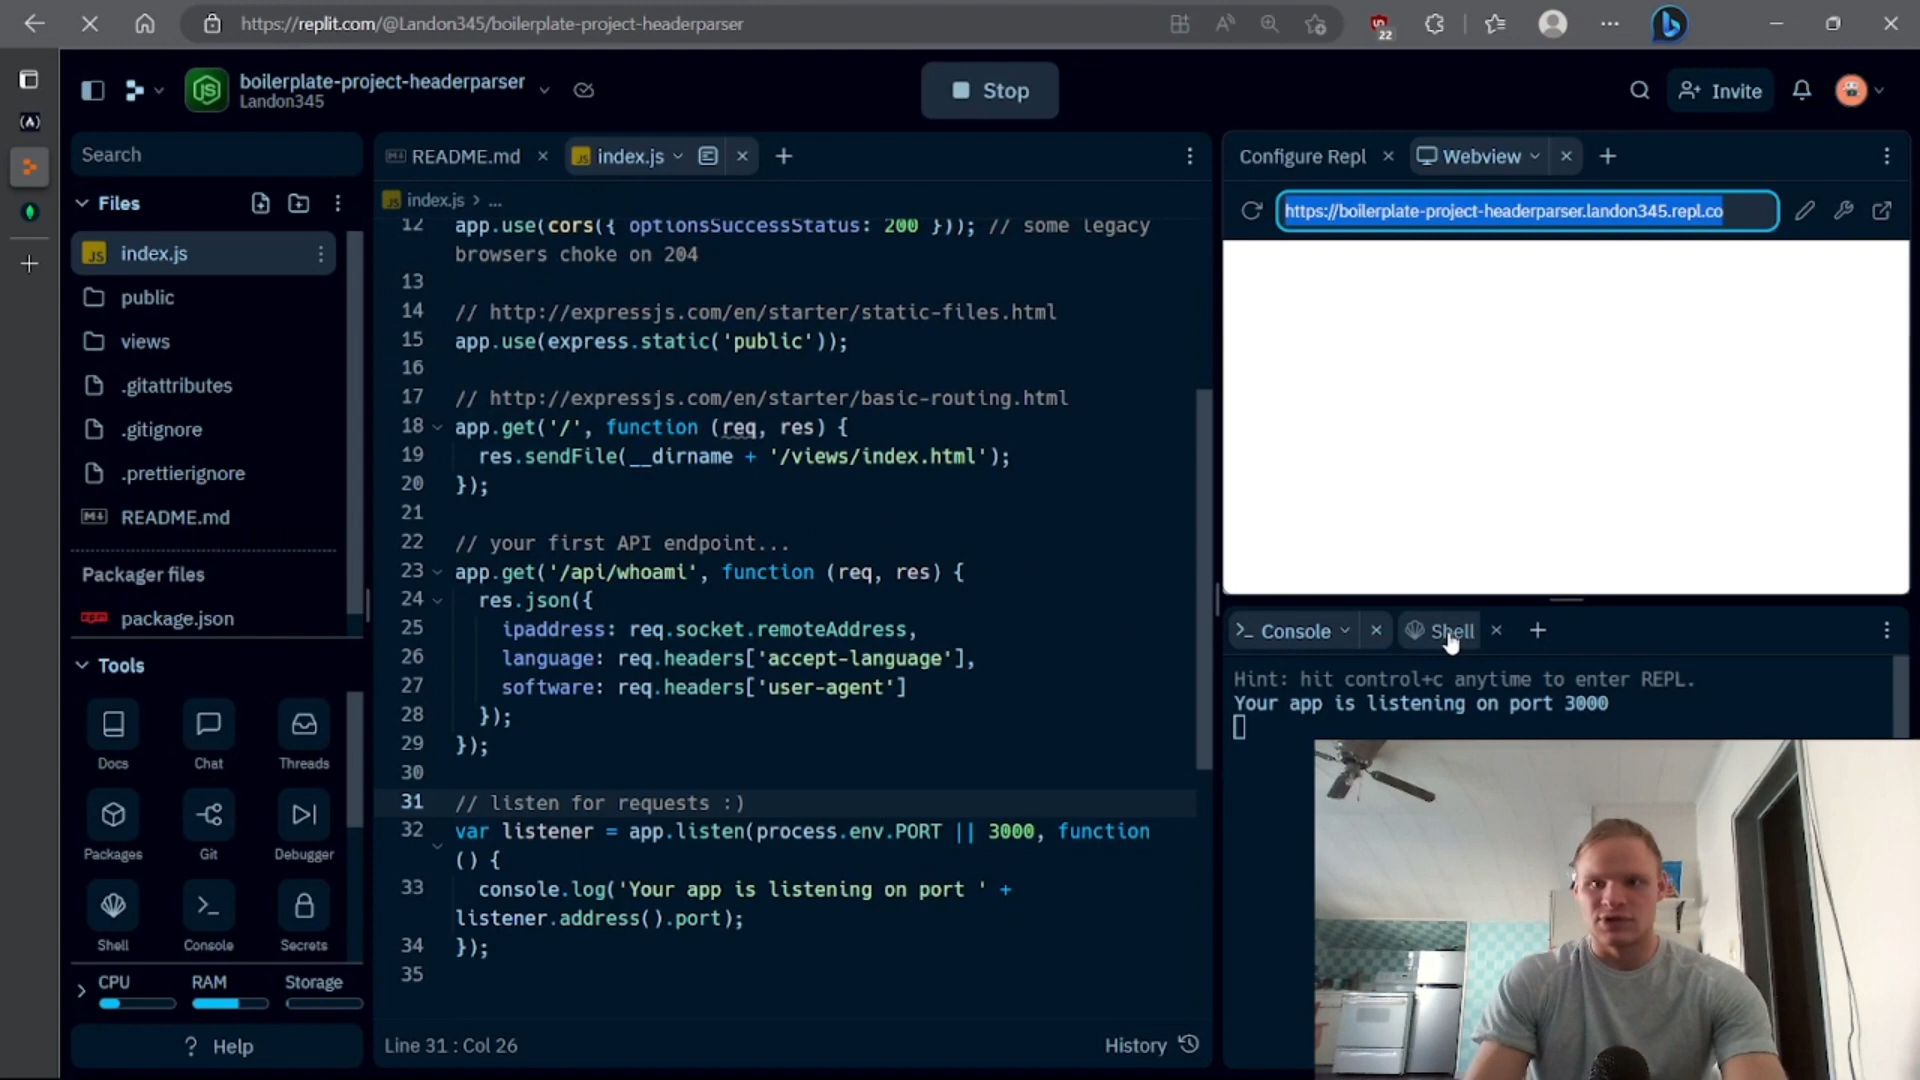 https://replit.com/@Landon345/boilerplate-project-headerparser
22
boilerplate-project-headerparser
Landon345
Stop
Invite
Search
Files
index.js
public
views
.gitattributes
.gitignore
.prettierignore
README.md
Packager files
package.json
Tools
Docs
Chat
Threads
Packages
Git
Debugger
Shell
Console
Secrets
CPU
RAM
Storage
? Help
README.md
index.js
index.js > ...
12 app.use(cors({ optionsSuccessStatus: 200 })); // some legacy
browsers choke on 204
13
14 // http://expressjs.com/en/starter/static-files.html
15 app.use(express.static('public'));
16
17 // http://expressjs.com/en/starter/basic-routing.html
18 app.get('/', function (req, res) {
19 res.sendFile(__dirname + '/views/index.html');
20 });
21
22 // your first API endpoint...
23 app.get('/api/whoami', function (req, res) {
24 res.json({
25 ipaddress: req.socket.remoteAddress,
26 language: req.headers['accept-language'],
27 software: req.headers['user-agent']
28 });
29 });
30
31 // listen for requests :)
32 var listener = app.listen(process.env.PORT || 3000, function
() {
33 console.log('Your app is listening on port ' +
listener.address().port);
34 });
35
Line 31 : Col 26
History
Configure Repl
Webview
https://boilerplate-project-headerparser.landon345.repl.co
Console
Shell
Hint: hit control+c anytime to enter REPL.
Your app is listening on port 3000